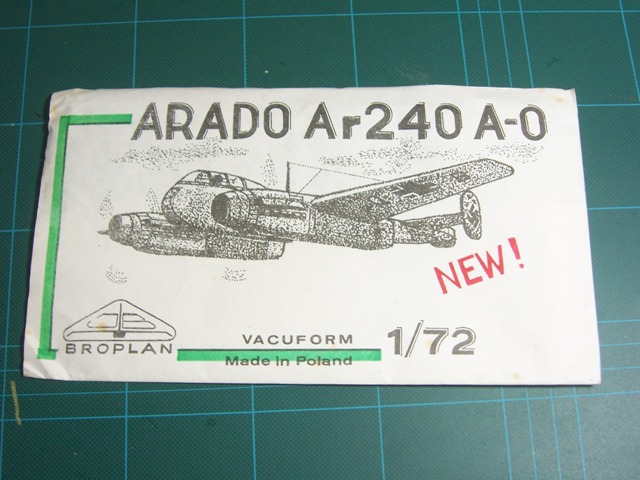 ARADO Ar240 A-0
NEW!
BROPLAN
VACUFORM
Made in Poland
1/72